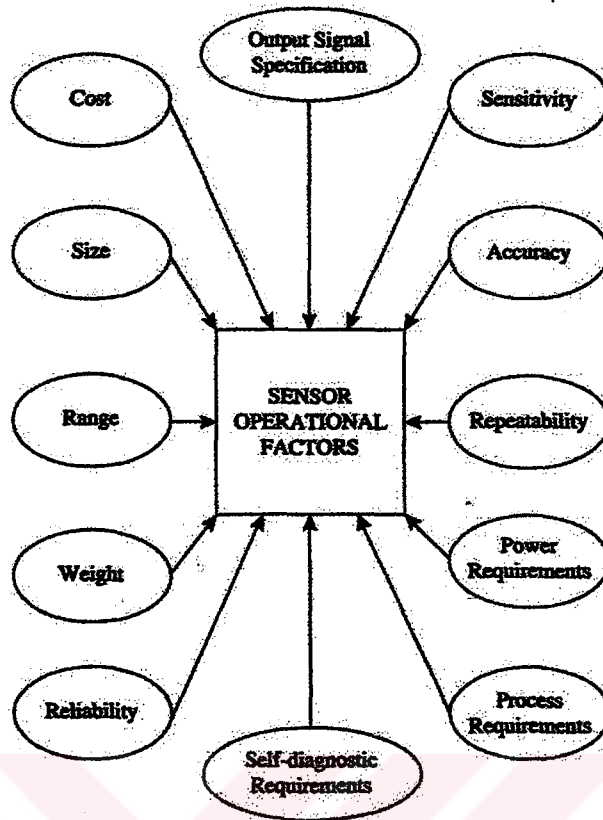 Output Signal
Specification
Cost
Sensitivity
Size
Accuracy
SENSOR
OPERATIONAL
FACTORS
Range
Repeatability
Weight
Power
Requirements
Reliability
Process
Requirements
Self-diagnostic
Requirements